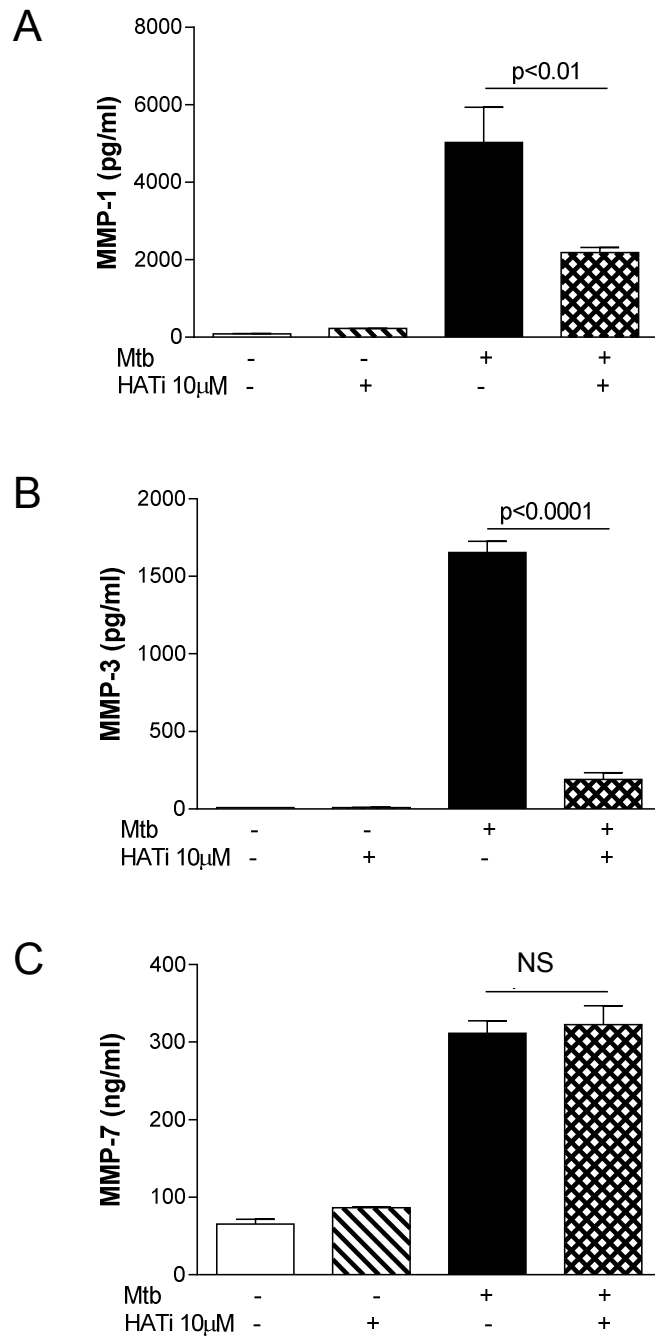 A
8000
p<0.01
6000
4000
2000
0
MMP-1 (pg/ml)
Mtb - - + +
HATi 10μM - + - +
B
2000
p<0.0001
1500
1000
500
0
MMP-3 (pg/ml)
Mtb - - + +
HATi 10μM - + - +
C
400
NS
300
200
100
0
MMP-7 (ng/ml)
Mtb - - + +
HATi 10μM - + - +